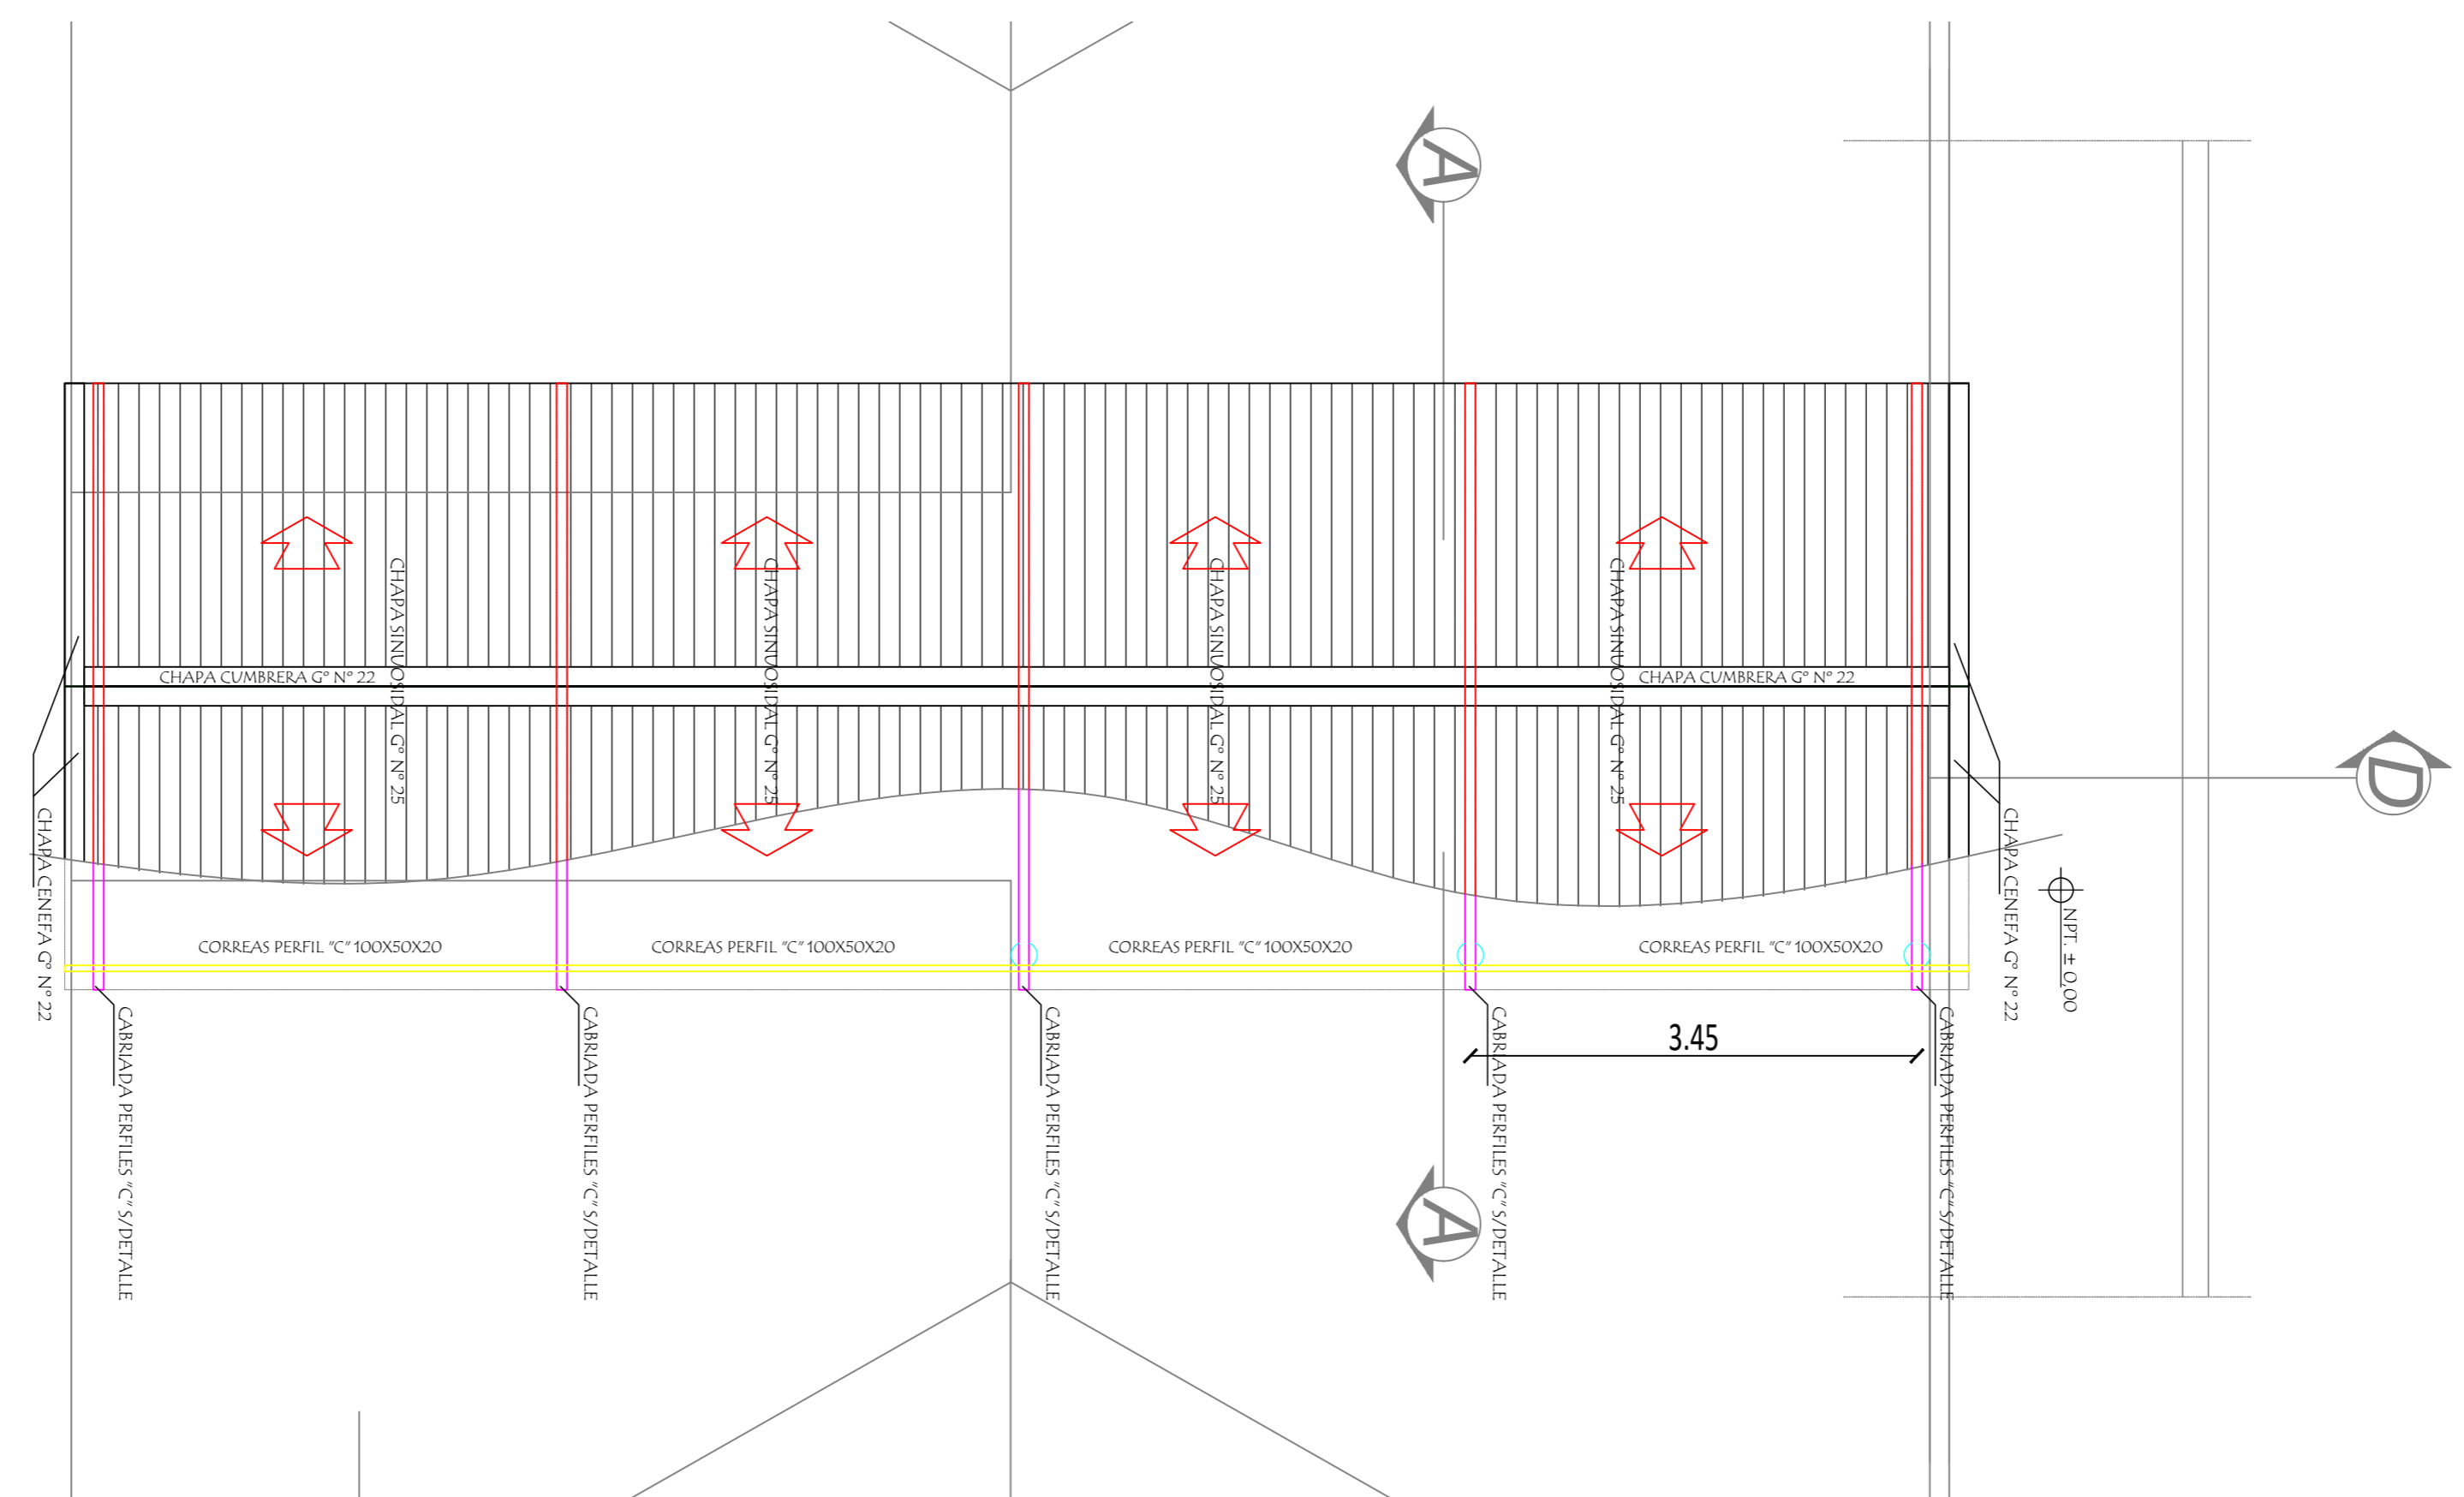 A
CHAPA SINUOSIDAL G° N° 25
CHAPA SINUOSIDAL G° N° 25
CHAPA SINUOSIDAL G° N° 25
CHAPA SINUOSIDAL G° N° 25
CHAPA CUMBRERA G° N° 22
CHAPA CUMBRERA G° N° 22
D
CHAPA CENEFA G° N° 22
CHAPA CENEFA G° N° 22
NPT. ± 0,00
CORREAS PERFIL "C" 100X50X20
CORREAS PERFIL "C" 100X50X20
CORREAS PERFIL "C" 100X50X20
CORREAS PERFIL "C" 100X50X20
CABRIADA PERFILES "C" S/DETALLE
CABRIADA PERFILES "C" S/DETALLE
CABRIADA PERFILES "C" S/DETALLE
CABRIADA PERFILES "C" S/DETALLE
CABRIADA PERFILES "C" S/DETALLE
3.45
A